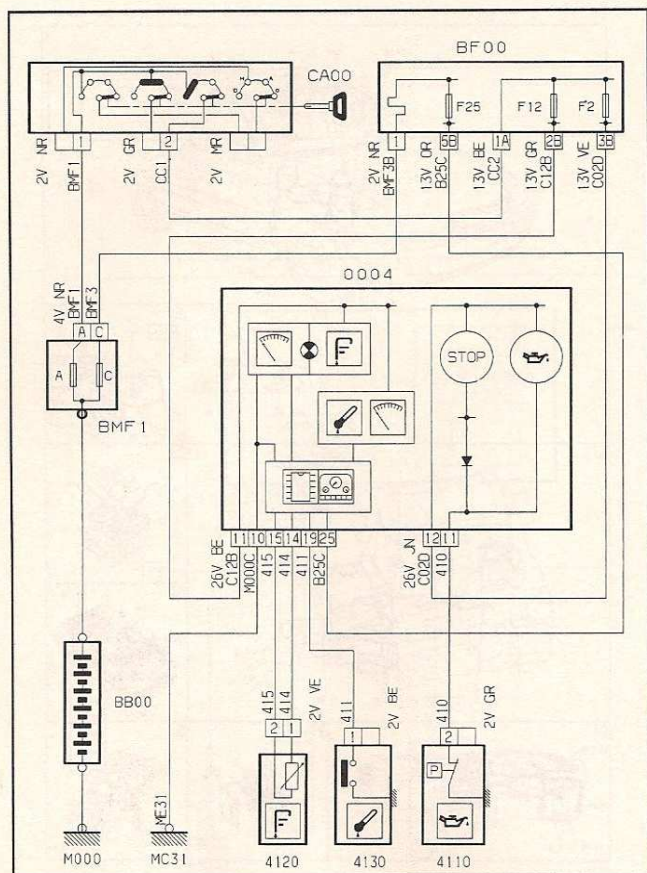 BF00
CA00
F25 F12 F2
1 2
1 5B 1A 2B 3B
2V NR
BMF1
2V GR
CC1
2V MR
2V NR
BMF3B
13V OR
B25C
13V BE
CC2
13V GR
C12B
13V VE
C02D
0004
4V NR
BMF1
BMF3
A C
A C
BMF1
STOP
11 10 15 14 19 25
12 11
26V BE
C12B
M000C
415
414
411
B25C
26V JN
C02D
410
BB00
415
414
2V VE
411
2V BE
410
2V GR
2 1
1
2
P
ME31
M000
MC31
4120
4130
4110